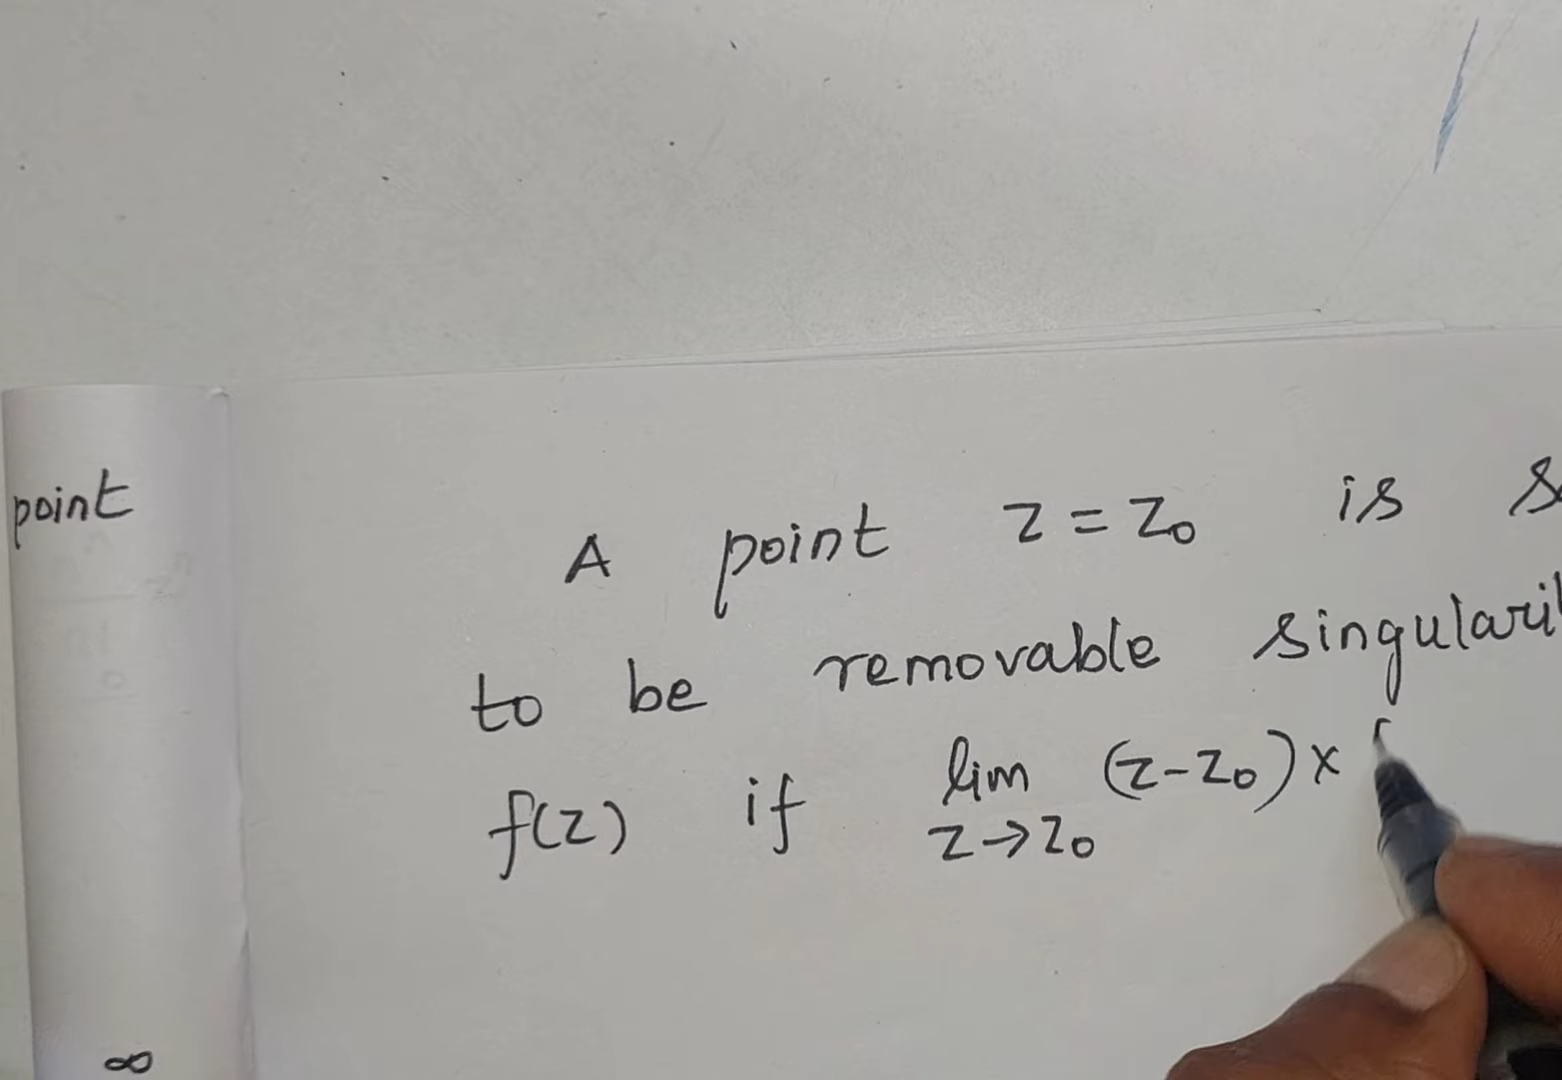 point
A point z = z₀ is
to be removable
f(z) if lim (z-z₀)×
z→z₀
∞